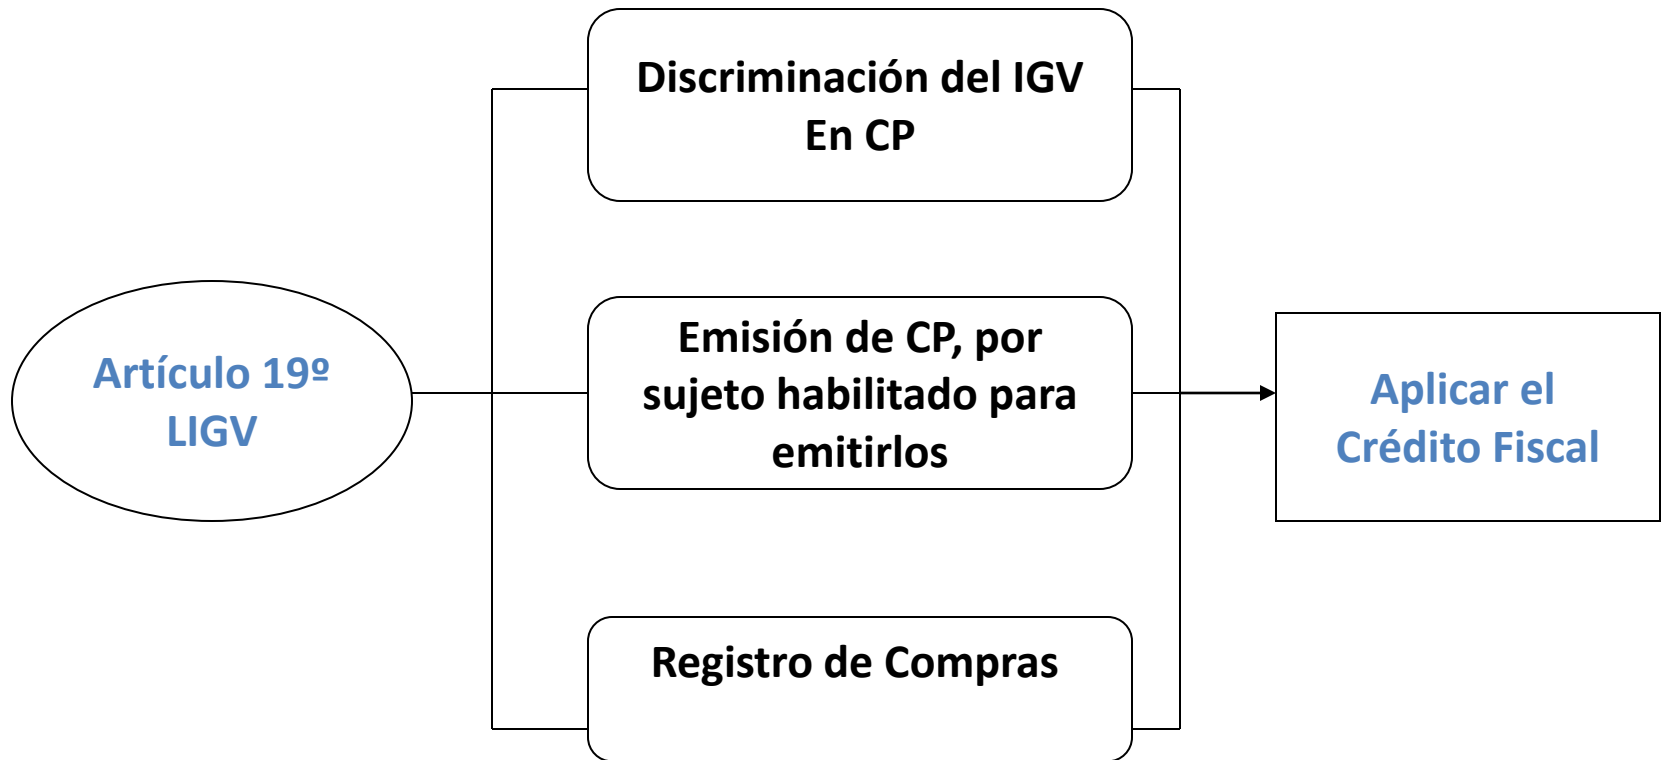 Discriminación del IGV
En CP
Artículo 19º
LIGV
Emisión de CP, por
sujeto habilitado para
emitirlos
Aplicar el
Crédito Fiscal
Registro de Compras